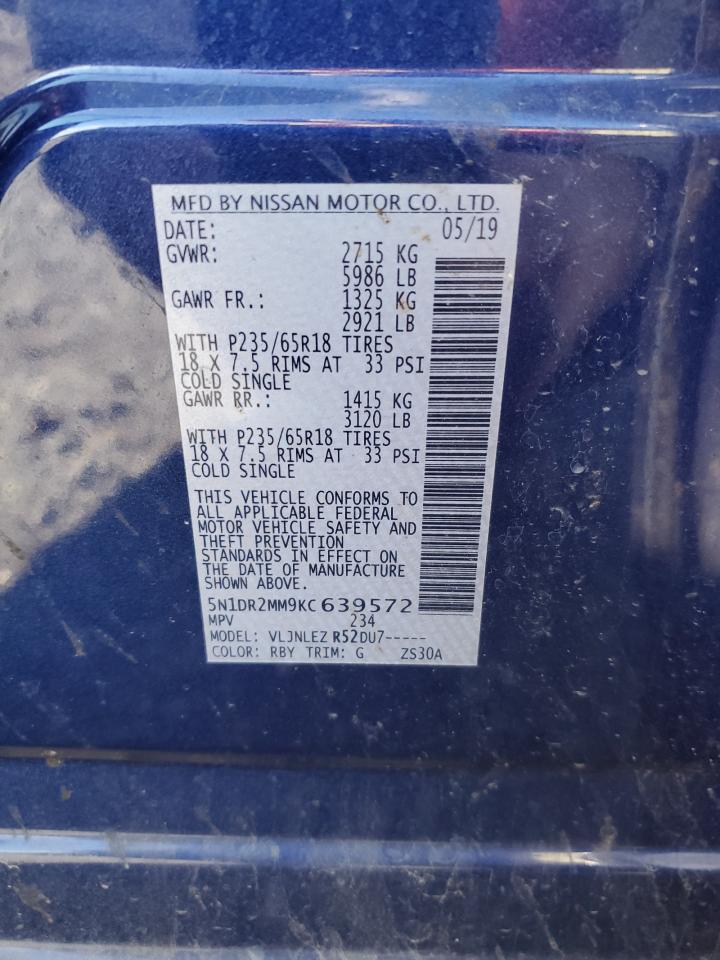 MFD BY NISSAN MOTOR CO., LTD.
DATE: 05/19
GVWR: 2715 KG
5986 LB
GAWR FR.: 1325 KG
2921 LB
WITH P235/65R18 TIRES
18 X 7.5 RIMS AT 33 PSI
COLD SINGLE
GAWR RR.: 1415 KG
3120 LB
WITH P235/65R18 TIRES
18 X 7.5 RIMS AT 33 PSI
COLD SINGLE
THIS VEHICLE CONFORMS TO
ALL APPLICABLE FEDERAL
MOTOR VEHICLE SAFETY AND
THEFT PREVENTION
STANDARDS IN EFFECT ON
THE DATE OF MANUFACTURE
SHOWN ABOVE.
5N1DR2MM9KC639572
MPV 234
MODEL: VLJNLEZ R52DU7-----
COLOR: RBY TRIM: G ZS30A